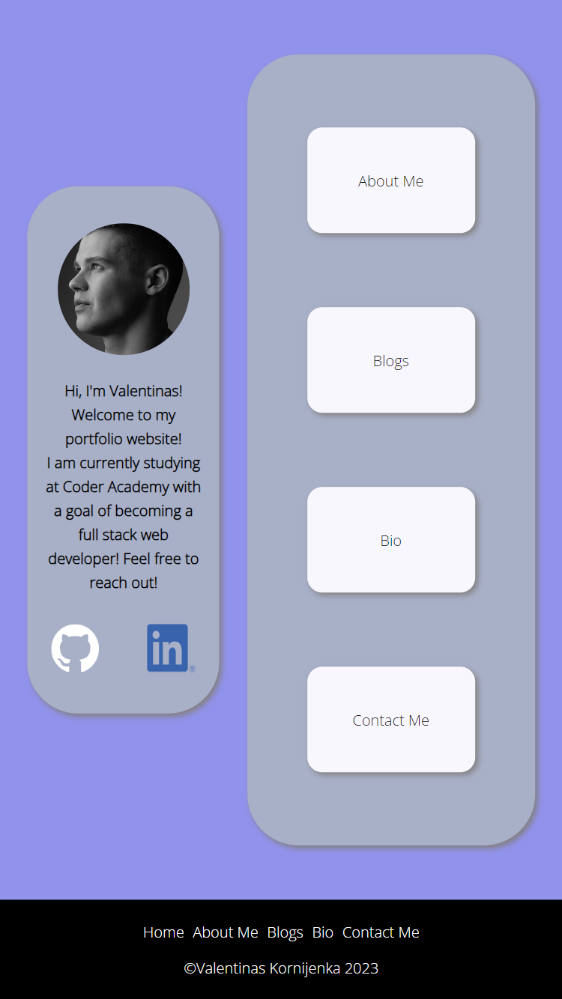 Hi, I'm Valentinas!
Welcome to my
portfolio website!
I am currently studying
at Coder Academy with
a goal of becoming a
full stack web
developer! Feel free to
reach out!
in®
About Me
Blogs
Bio
Contact Me
Home About Me Blogs Bio Contact Me
©Valentinas Kornijenka 2023